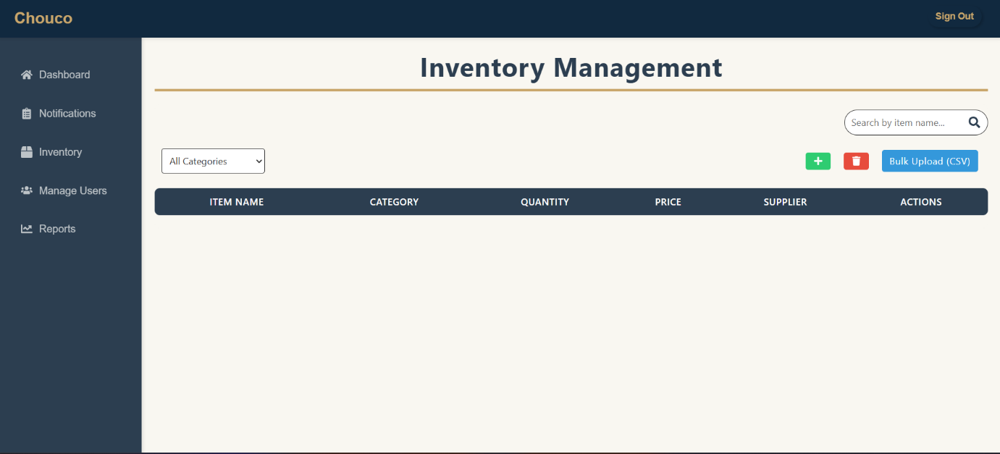 Chouco
Sign Out
Dashboard
Notifications
Inventory
Manage Users
Reports
Inventory Management
Search by item name...
All Categories
Bulk Upload (CSV)
ITEM NAME CATEGORY QUANTITY PRICE SUPPLIER ACTIONS